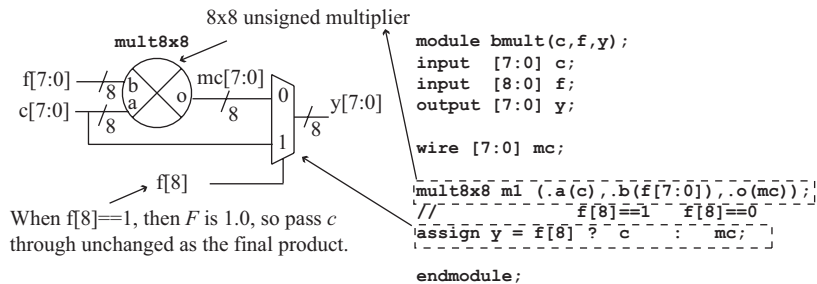 8x8 unsigned multiplier
mult8x8
f[7:0]
8
b
c[7:0]
8
a
o
mc[7:0]
8
0
1
8
y[7:0]
f[8]
When f[8]==1, then F is 1.0, so pass c
through unchanged as the final product.
module bmult(c,f,y);
input [7:0] c;
input [8:0] f;
output [7:0] y;
wire [7:0] mc;
mult8x8 m1 (.a(c),.b(f[7:0]),.o(mc));
// f[8]==1 f[8]==0
assign y = f[8] ? c : mc;
endmodule;